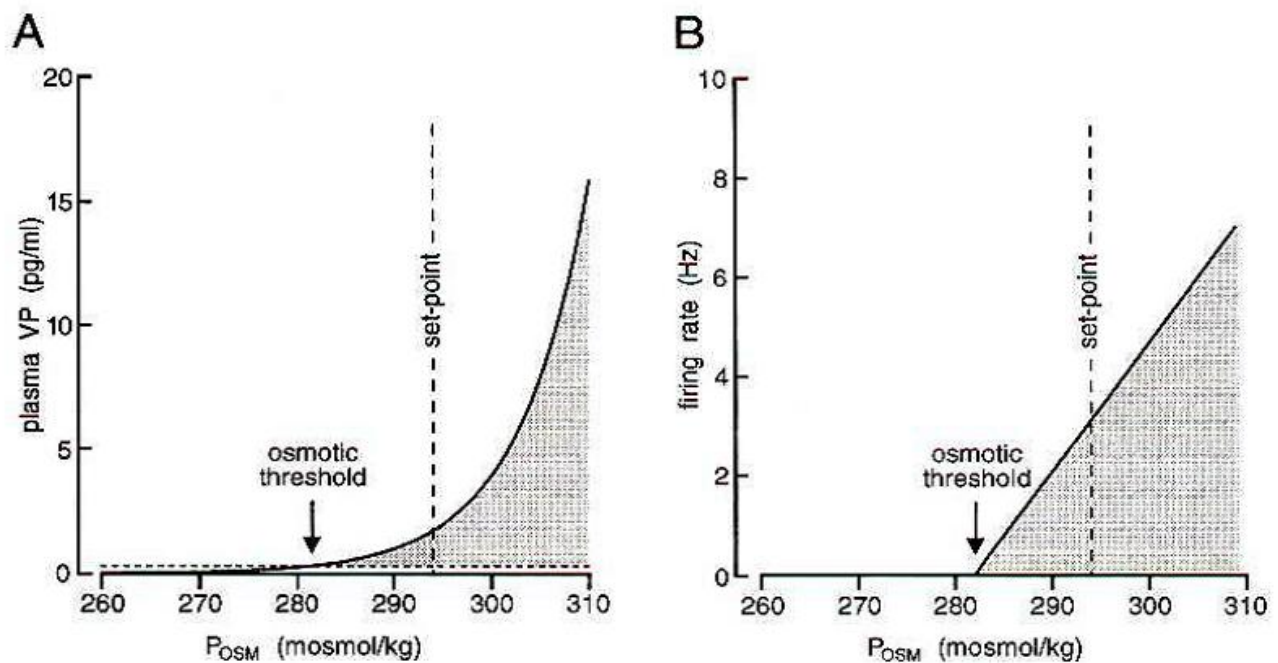 A
20
15
10
5
0
plasma VP (pg/ml)
set-point
osmotic
threshold
260 270 280 290 300 310
POSM (mosmol/kg)
B
10
8
6
4
2
0
firing rate (Hz)
set-point
osmotic
threshold
260 270 280 290 300 310
POSM (mosmol/kg)